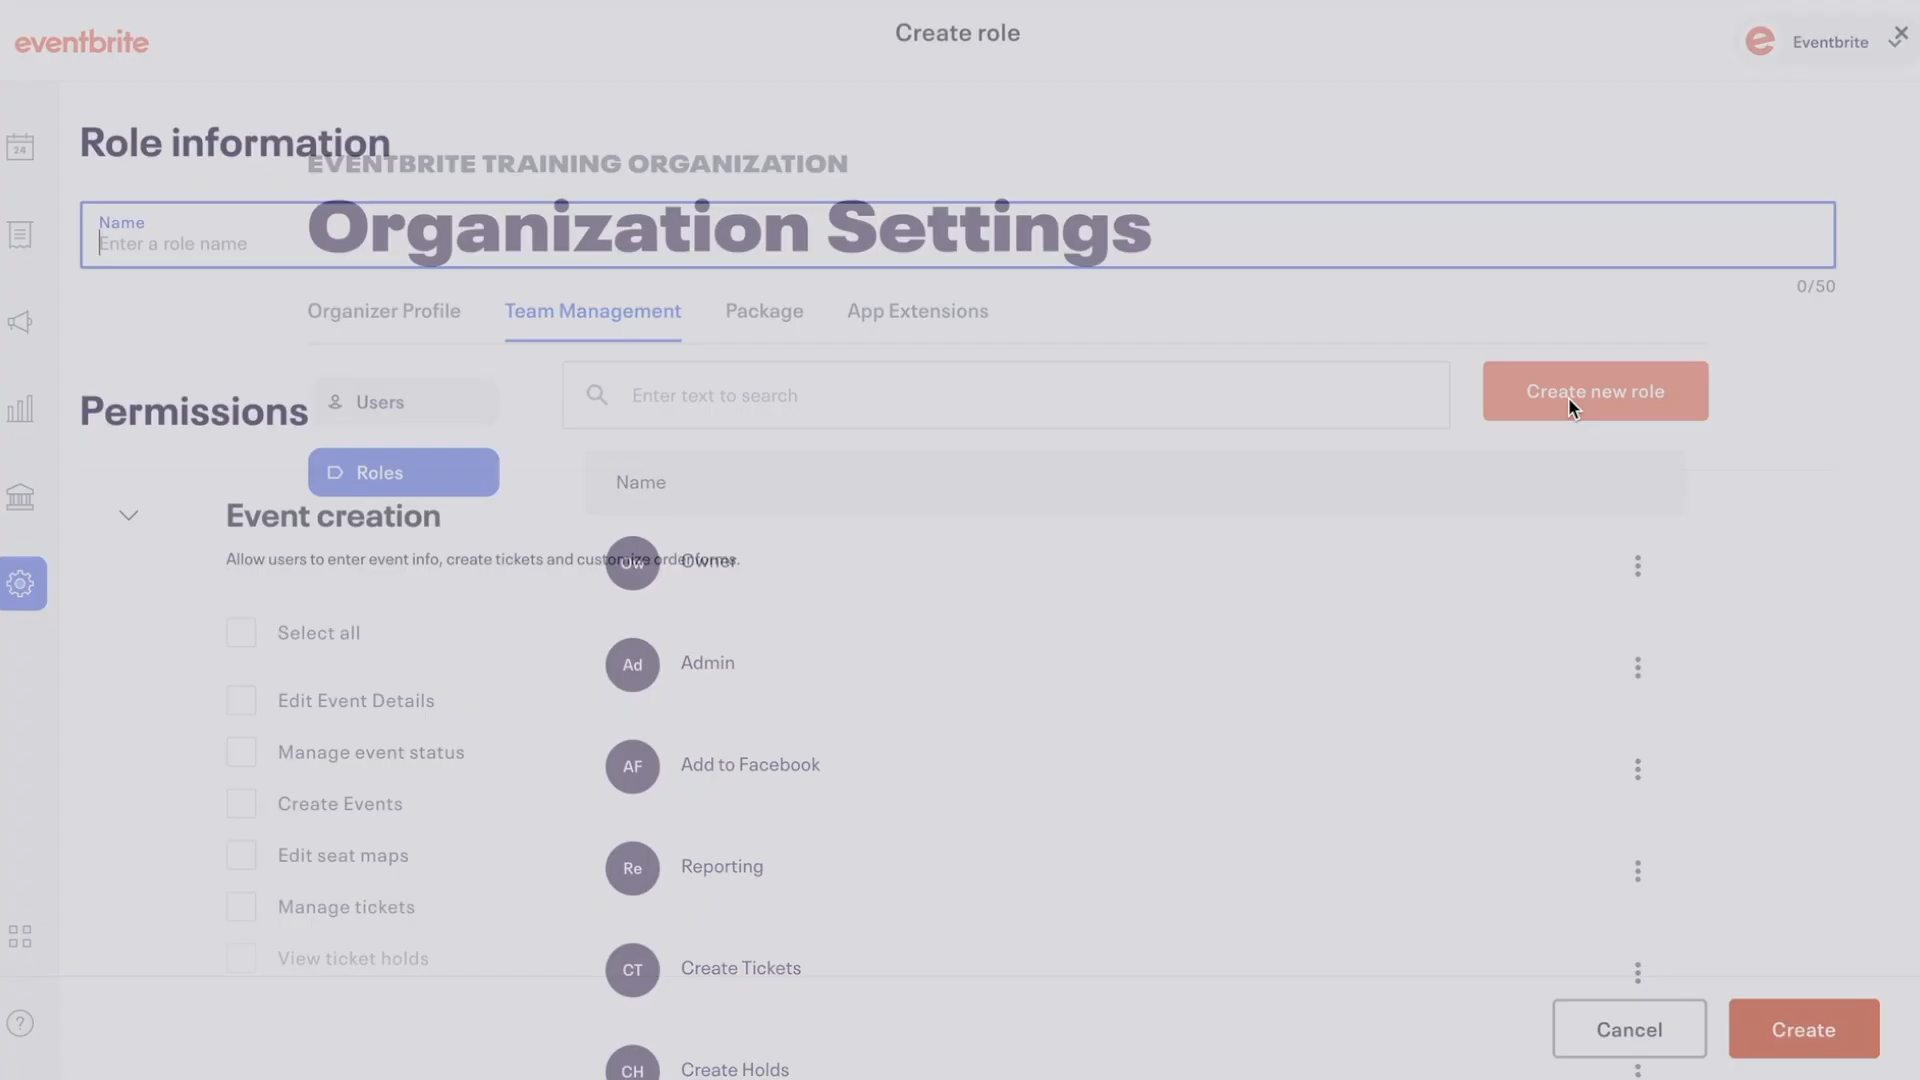 eventbrite
Create role
Eventbrite
24
Role information
EVENTBRITE TRAINING ORGANIZATION
Name
Enter a role name
Organization Settings
0/50
Organizer Profile
Team Management
Package
App Extensions
Permissions
Users
Enter text to search
Create new role
Roles
Name
Event creation
Allow users to enter event info, create tickets and customize order forms.
Ow
Owner
Select all
Ad
Admin
Edit Event Details
Manage event status
AF
Add to Facebook
Create Events
Edit seat maps
Re
Reporting
Manage tickets
View ticket holds
CT
Create Tickets
Cancel
Create
CH
Create Holds